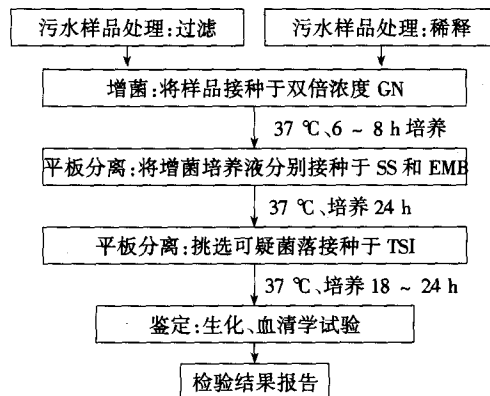 污水样品处理:过滤
污水样品处理:稀释
增菌:将样品接种于双倍浓度 GN
37 ℃、6 ~ 8 h 培养
平板分离:将增菌培养液分别接种于 SS 和 EMB
37 ℃、培养 24 h
平板分离:挑选可疑菌落接种于 TSI
37 ℃、培养 18 ~ 24 h
鉴定:生化、血清学试验
检验结果报告